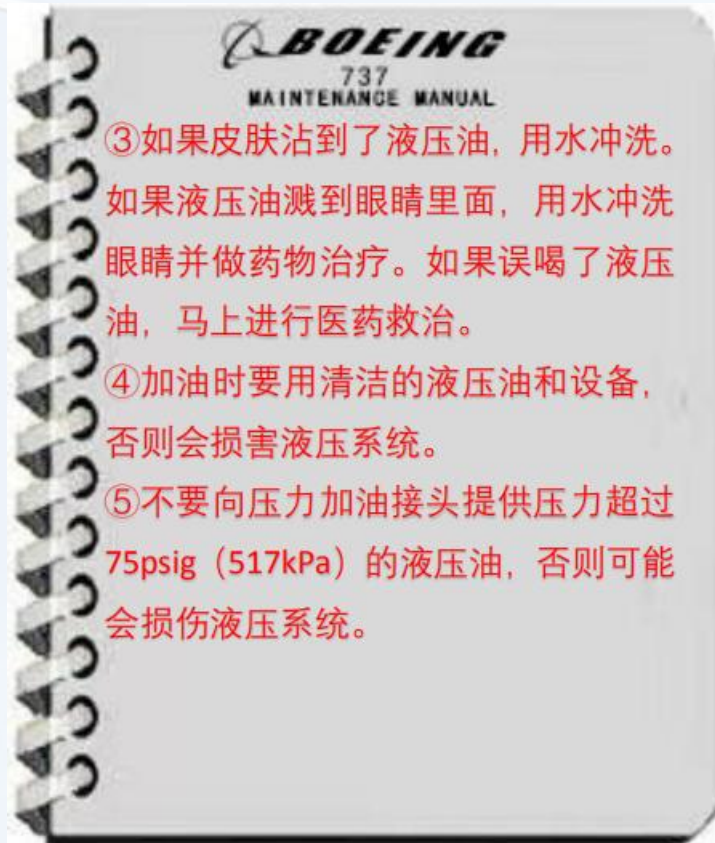 BOEING
737
MAINTENANCE MANUAL
③如果皮肤沾到了液压油，用水冲洗。
如果液压油溅到眼睛里面，用水冲洗
眼睛并做药物治疗。如果误喝了液压
油，马上进行医药救治。
④加油时要用清洁的液压油和设备，
否则会损害液压系统。
⑤不要向压力加油接头提供压力超过
75psig（517kPa）的液压油，否则可能
会损伤液压系统。